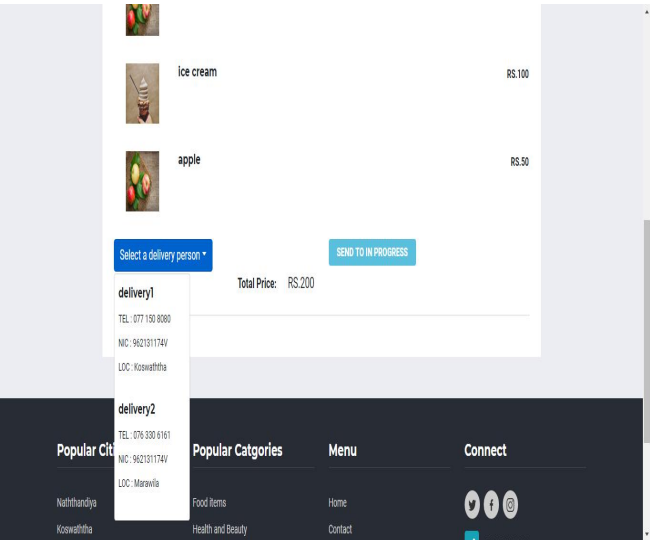 ice cream
RS.100
apple
RS.50
Select a delivery person
SEND TO IN PROGRESS
Total Price: RS.200
delivery1
TEL : 077 150 8080
NIC : 962131174V
LOC : Koswaththa
delivery2
TEL : 076 330 6161
NIC : 962131174V
LOC : Marawila
Popular Citi
Popular Catgories
Menu
Connect
Naththandiya
Food items
Home
Koswaththa
Health and Beauty
Contact